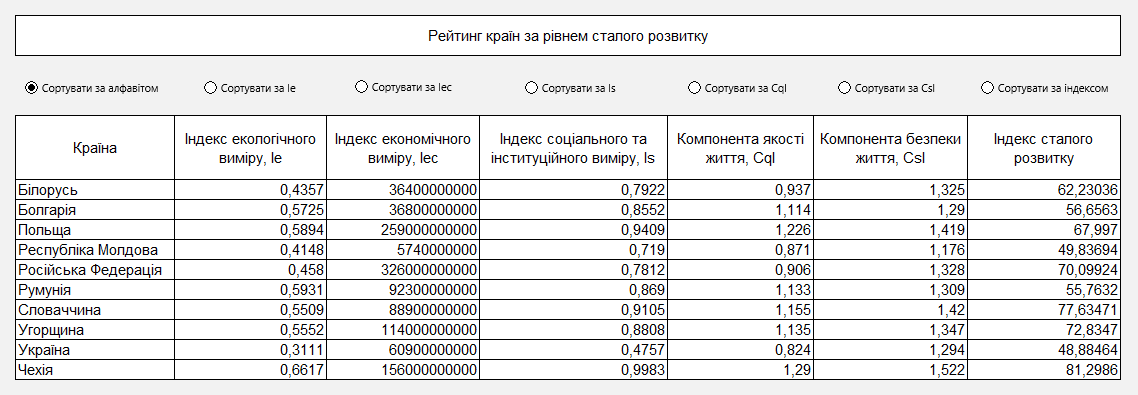 Рейтинг країн за рівнем сталого розвитку
Сортувати за алфавітом Сортувати за Ie Сортувати за Iec Сортувати за Is Сортувати за Cql Сортувати за Csl Сортувати за індексом
Країна Індекс екологічного виміру, Ie Індекс економічного виміру, Iec Індекс соціального та інституційного виміру, Is Компонента якості життя, Cql Компонента безпеки життя, Csl Індекс сталого розвитку
Білорусь 0,4357 36400000000 0,7922 0,937 1,325 62,23036
Болгарія 0,5725 36800000000 0,8552 1,114 1,29 56,6563
Польща 0,5894 259000000000 0,9409 1,226 1,419 67,997
Республіка Молдова 0,4148 5740000000 0,719 0,871 1,176 49,83694
Російська Федерація 0,458 326000000000 0,7812 0,906 1,328 70,09924
Румунія 0,5931 92300000000 0,869 1,133 1,309 55,7632
Словаччина 0,5509 88900000000 0,9105 1,155 1,42 77,63471
Угорщина 0,5552 114000000000 0,8808 1,135 1,347 72,8347
Україна 0,3111 60900000000 0,4757 0,824 1,294 48,88464
Чехія 0,6617 156000000000 0,9983 1,29 1,522 81,2986